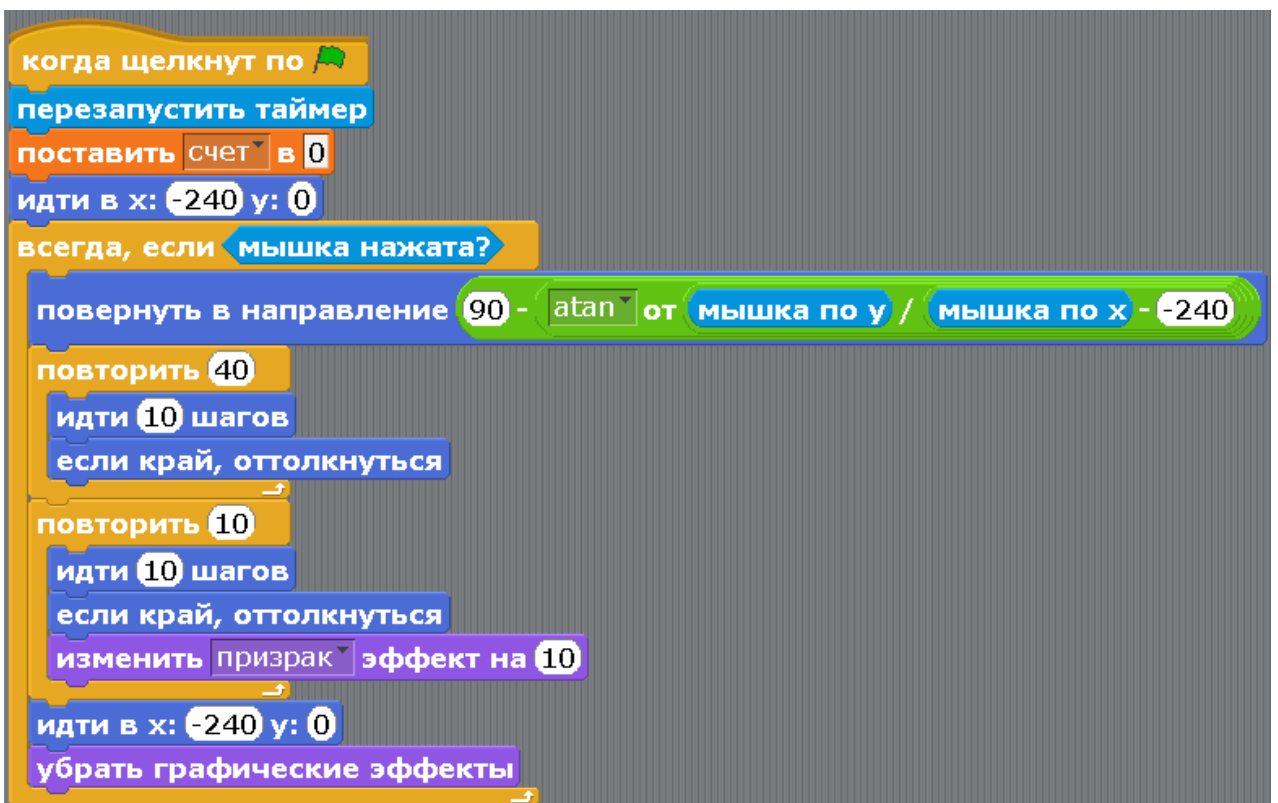 когда щелкнут по
перезапустить таймер
поставить счет в 0
идти в x: -240 y: 0
всегда, если мышка нажата?
повернуть в направление 90 - atan от мышка по y / мышка по x - -240
повторить 40
идти 10 шагов
если край, оттолкнуться
повторить 10
идти 10 шагов
если край, оттолкнуться
изменить призрак эффект на 10
идти в x: -240 y: 0
убрать графические эффекты